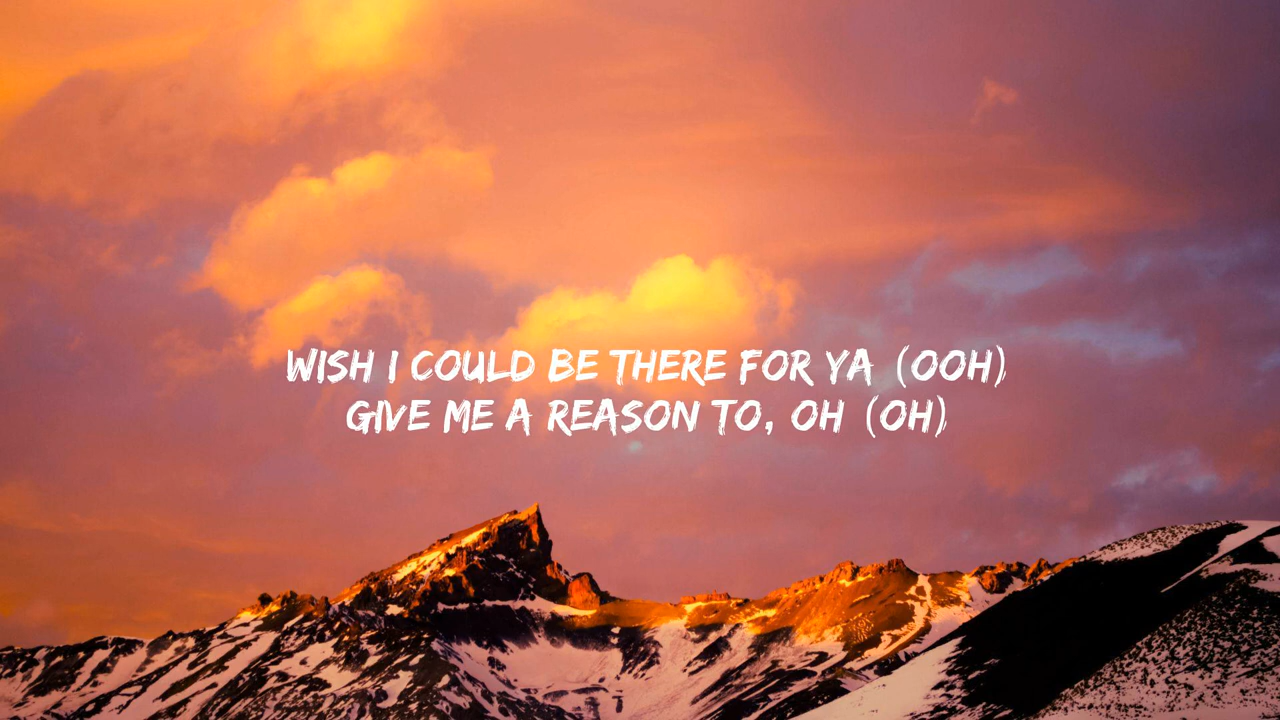 WISH I COULD BE THERE FOR YA (OOH)
GIVE ME A REASON TO, OH (OH)